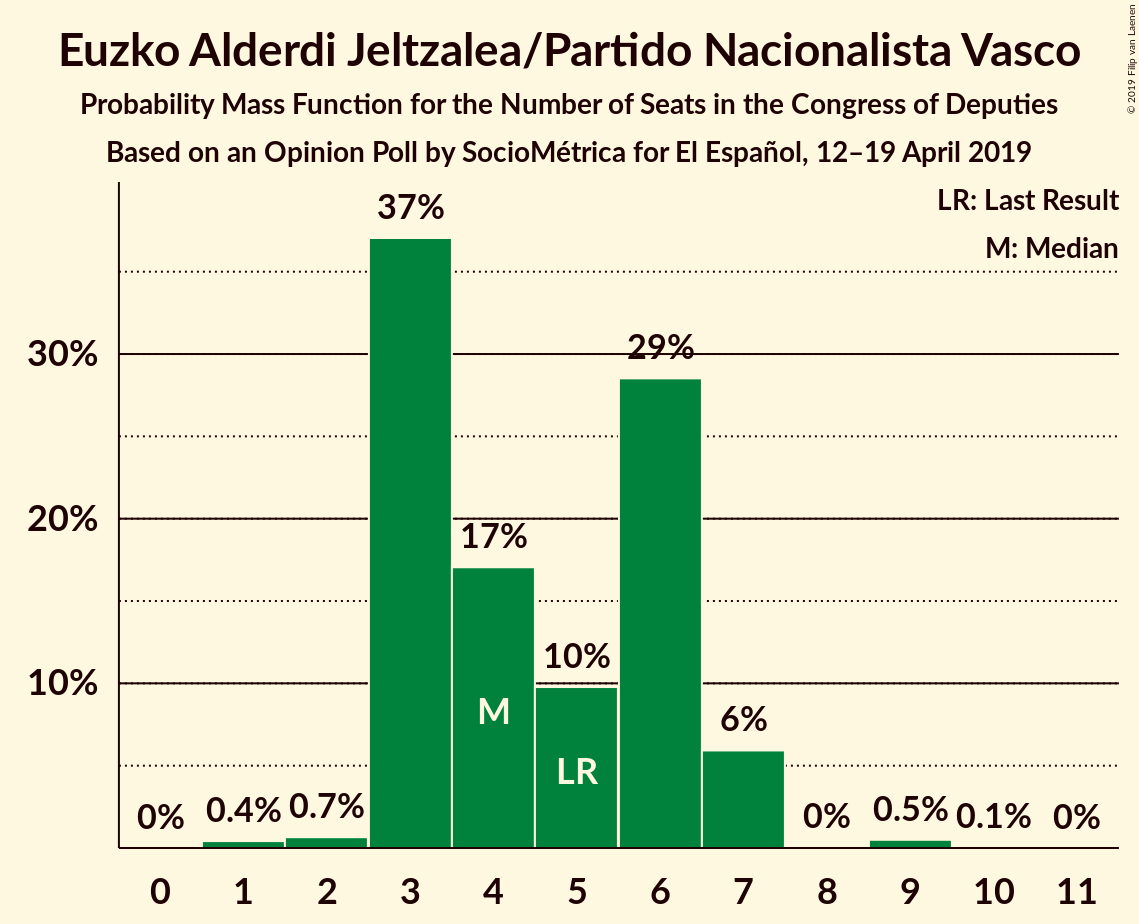 Euzko Alderdi Jeltzalea/Partido Nacionalista Vasco
Probability Mass Function for the Number of Seats in the Congress of Deputies
Based on an Opinion Poll by SocioMétrica for El Español, 12–19 April 2019
© 2019 Filip van Laenen
LR: Last Result
M: Median
37%
30%
29%
20%
17%
10%
10%
M
6%
LR
0%
0.4%
0.7%
0%
0.5%
0.1%
0%
0 1 2 3 4 5 6 7 8 9 10 11